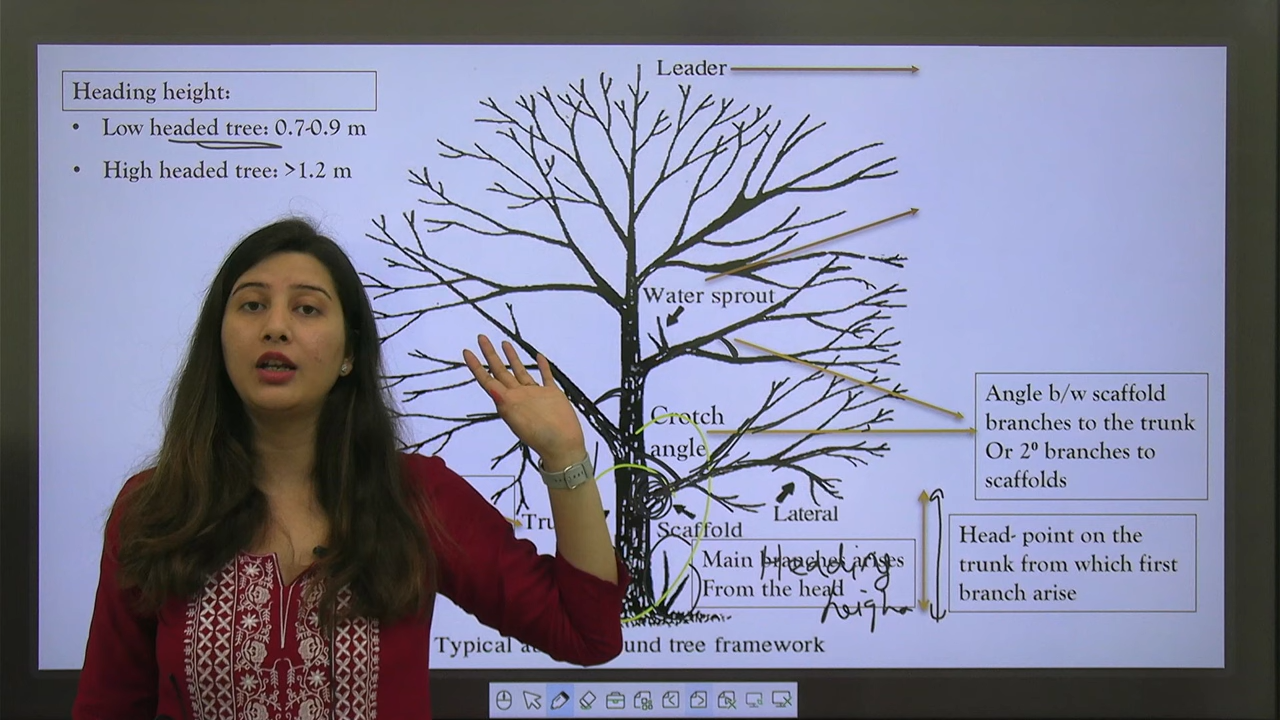 Leader
Heading height:
• Low headed tree: 0.7-0.9 m
• High headed tree: >1.2 m
Water sprout
Crotch
angle
Angle b/w scaffold
branches to the trunk
Or 2º branches to
scaffolds
Lateral
Scaffold
Main branches arises
From the head
Heading
Head- point on the
trunk from which first
branch arise
Typical
und tree framework